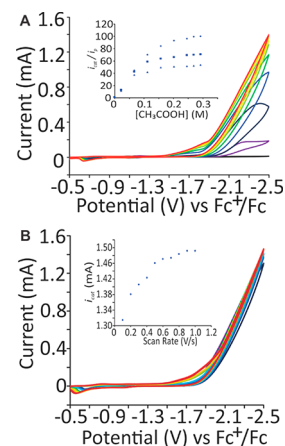 A
1.6
120
100
80
60
40
20
0
i_cat/i_p
0 0.1 0.2 0.3 0.4
[CH₃COOH] (M)
1.2
0.8
0.4
0
Current (mA)
-0.5 -0.9 -1.3 -1.7 -2.1 -2.5
Potential (V) vs Fc⁺/Fc
B
1.6
1.50
1.45
1.40
1.35
1.30
i_cat (mA)
0 0.2 0.4 0.6 0.8 1.0 1.2
Scan Rate (V/s)
1.2
0.8
0.4
0
Current (mA)
-0.5 -0.9 -1.3 -1.7 -2.1 -2.5
Potential (V) vs Fc⁺/Fc